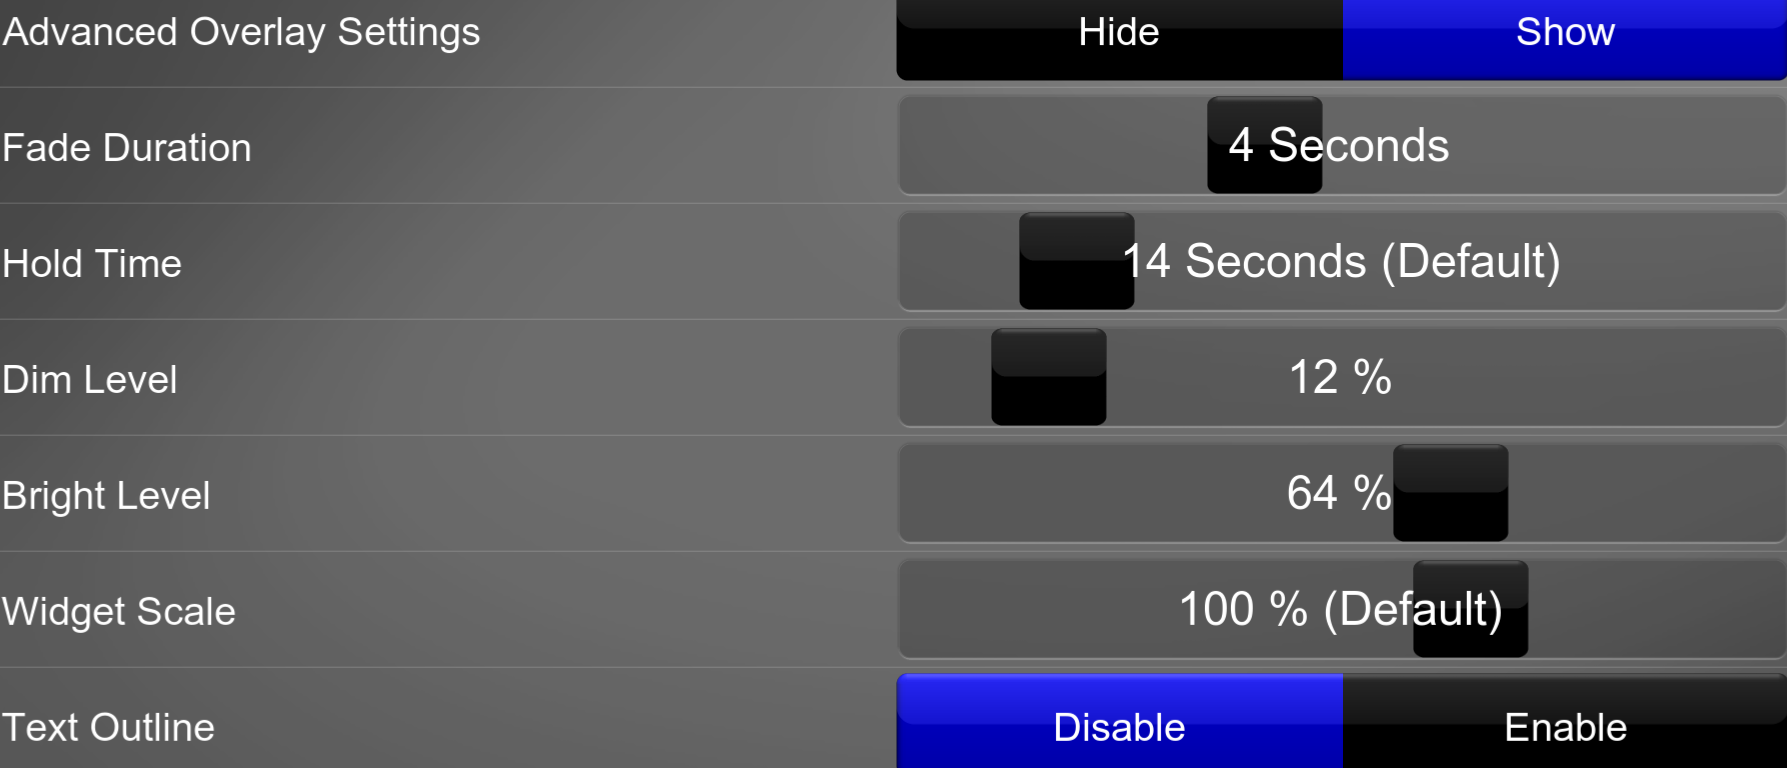 Advanced Overlay Settings Hide Show
Fade Duration 4 Seconds
Hold Time 14 Seconds (Default)
Dim Level 12 %
Bright Level 64 %
Widget Scale 100 % (Default)
Text Outline Disable Enable